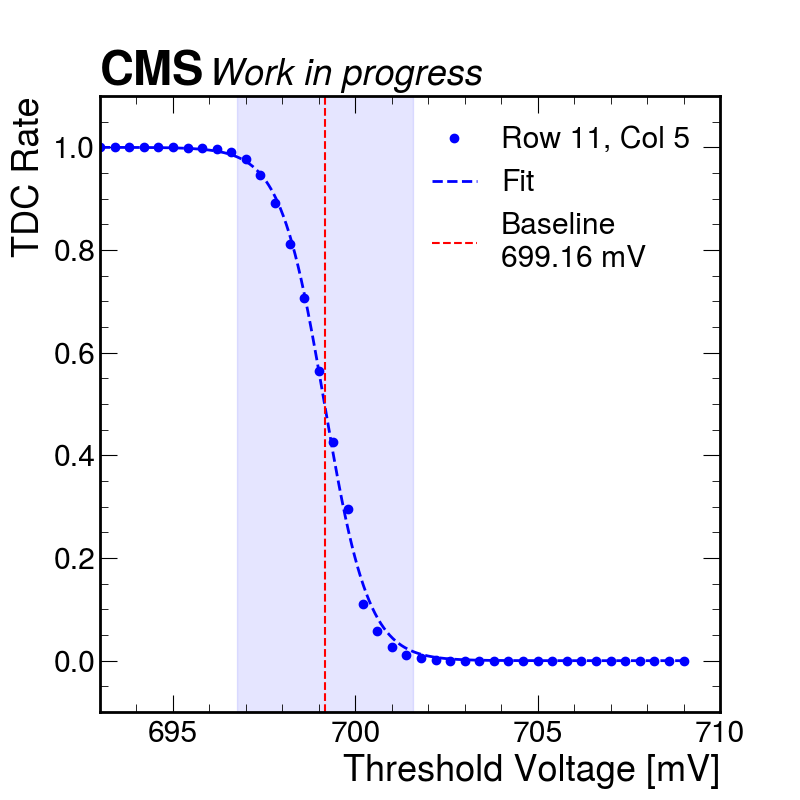 CMS Work in progress
TDC Rate
1.0
0.8
0.6
0.4
0.2
0.0
Row 11, Col 5
Fit
Baseline
699.16 mV
695
700
705
710
Threshold Voltage [mV]